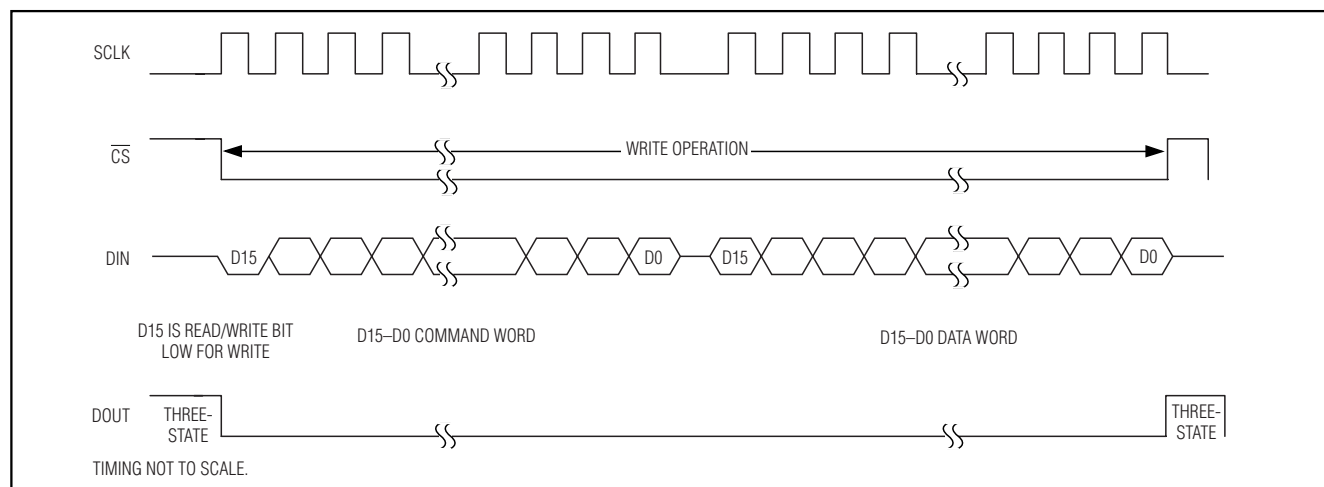 SCLK
CS
WRITE OPERATION
DIN
D15
D0
D15
D0
D15 IS READ/WRITE BIT
LOW FOR WRITE
D15–D0 COMMAND WORD
D15–D0 DATA WORD
DOUT
THREE-
STATE
THREE-
STATE
TIMING NOT TO SCALE.